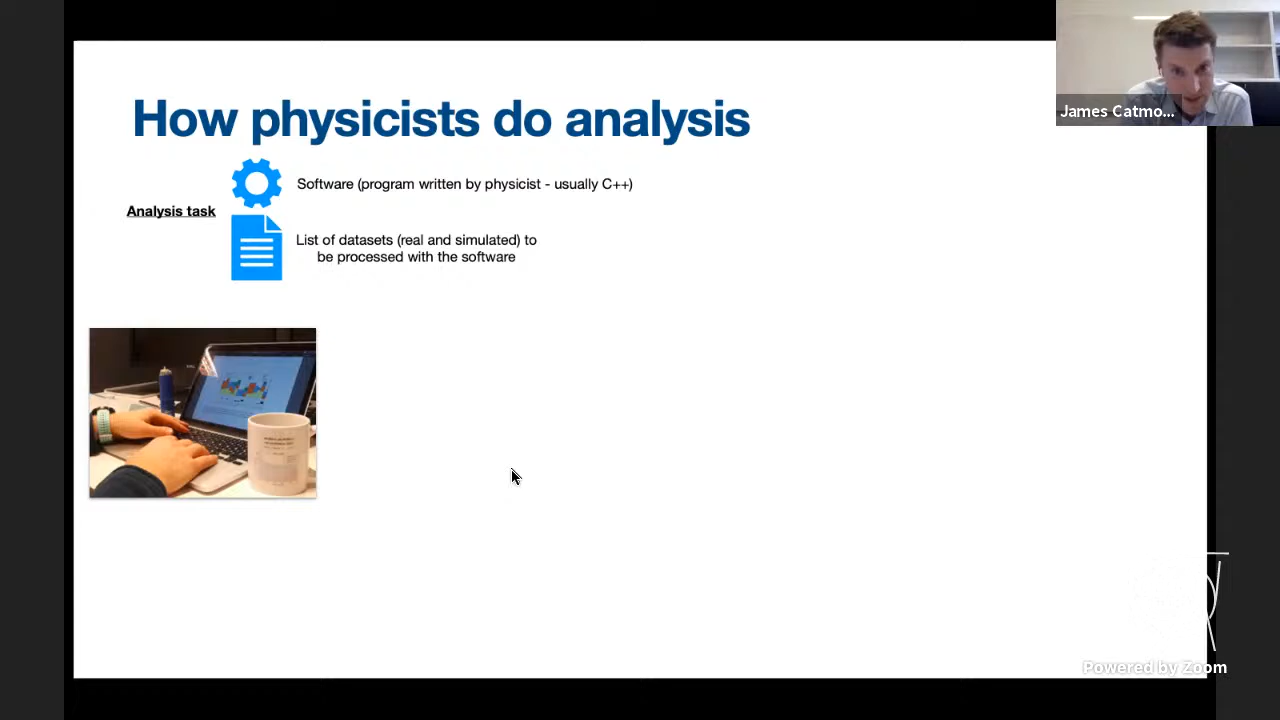 How physicists do analysis
James Catmo...
Software (program written by physicist - usually C++)
Analysis task
List of datasets (real and simulated) to
be processed with the software
Powered by Zoom